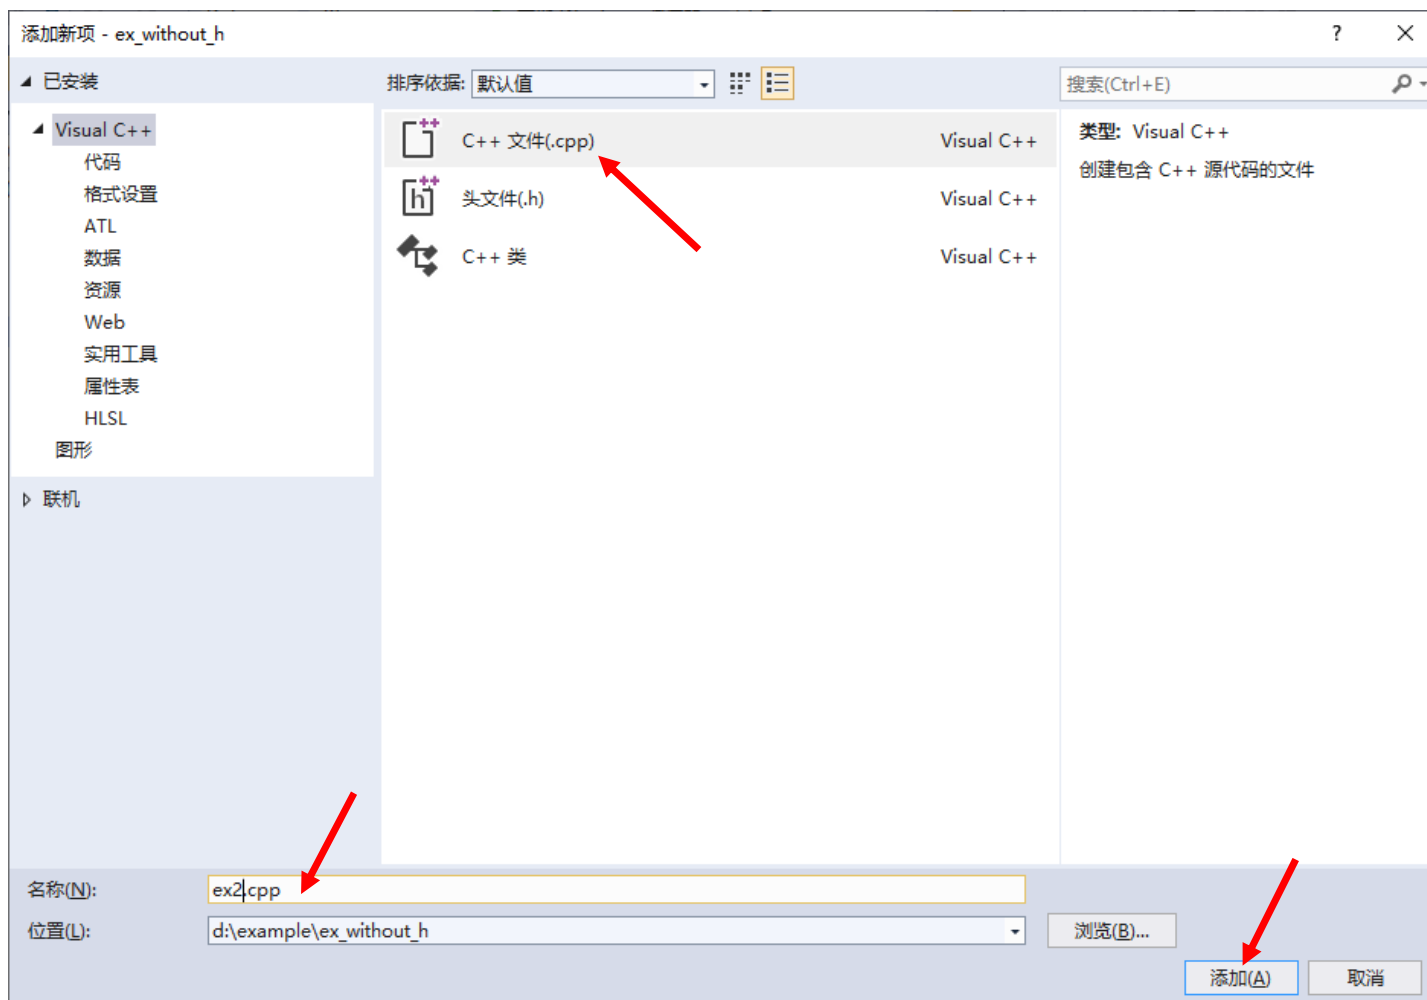 添加新项 - ex_without_h
?
已安装
排序依据: 默认值
搜索(Ctrl+E)
Visual C++
代码
格式设置
ATL
数据
资源
Web
实用工具
属性表
HLSL
图形
联机
C++ 文件(.cpp) Visual C++
头文件(.h) Visual C++
C++ 类 Visual C++
类型: Visual C++
创建包含 C++ 源代码的文件
名称(N): ex2.cpp
位置(L): d:\example\ex_without_h 浏览(B)...
添加(A) 取消